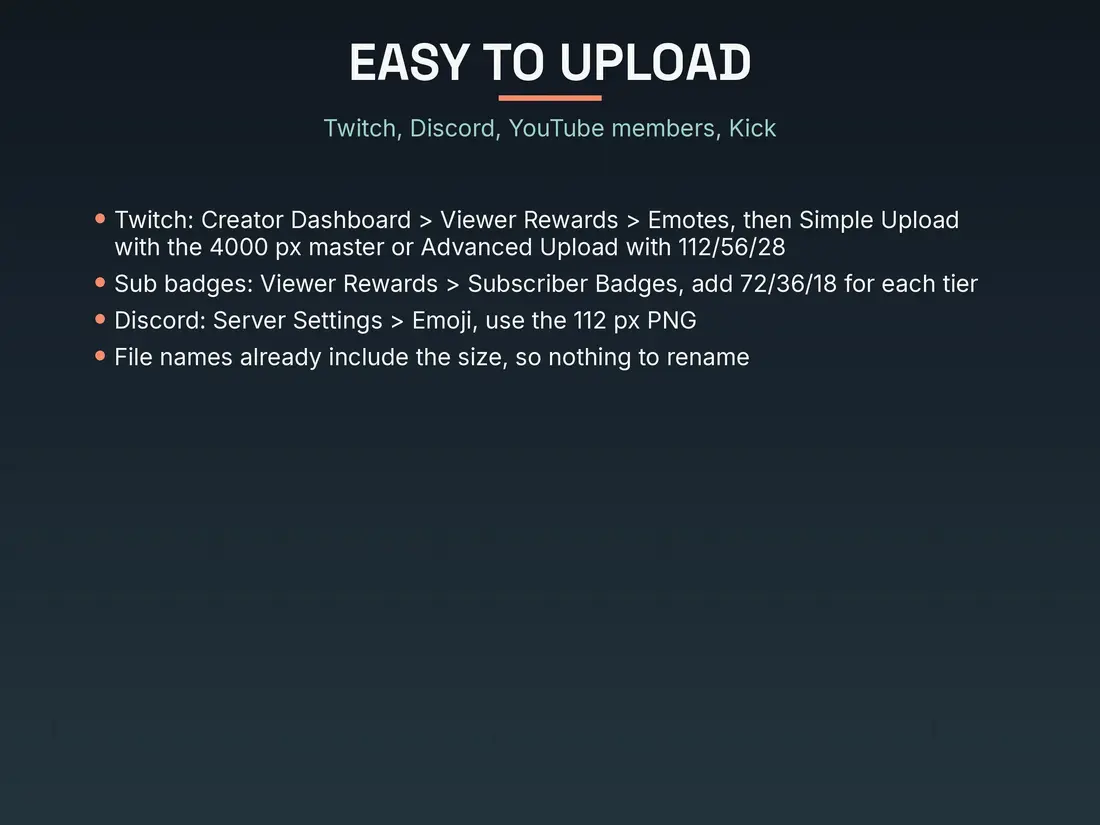 EASY TO UPLOAD
Twitch, Discord, YouTube members, Kick
• Twitch: Creator Dashboard > Viewer Rewards > Emotes, then Simple Upload
with the 4000 px master or Advanced Upload with 112/56/28
• Sub badges: Viewer Rewards > Subscriber Badges, add 72/36/18 for each tier
• Discord: Server Settings > Emoji, use the 112 px PNG
• File names already include the size, so nothing to rename